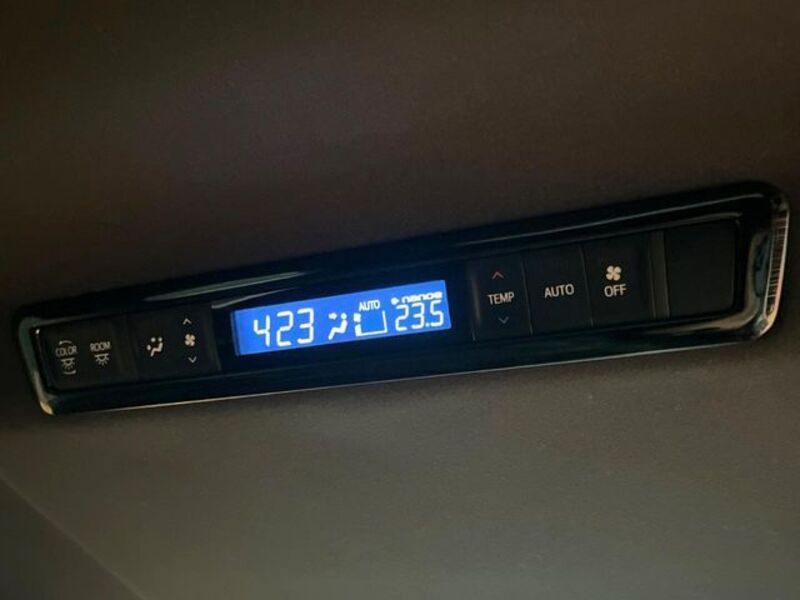 COLOR
ROOM
423
AUTO
nanoe
23.5
TEMP
AUTO
OFF